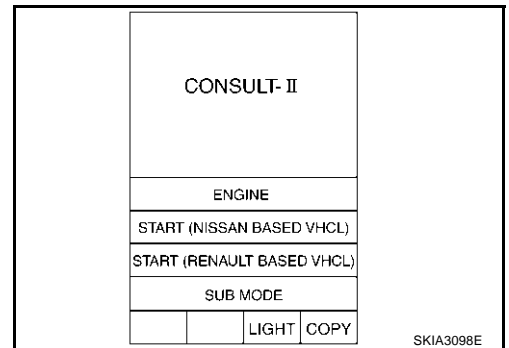 CONSULT-II
ENGINE
START (NISSAN BASED VHCL)
START (RENAULT BASED VHCL)
SUB MODE
LIGHT COPY
SKIA3098E